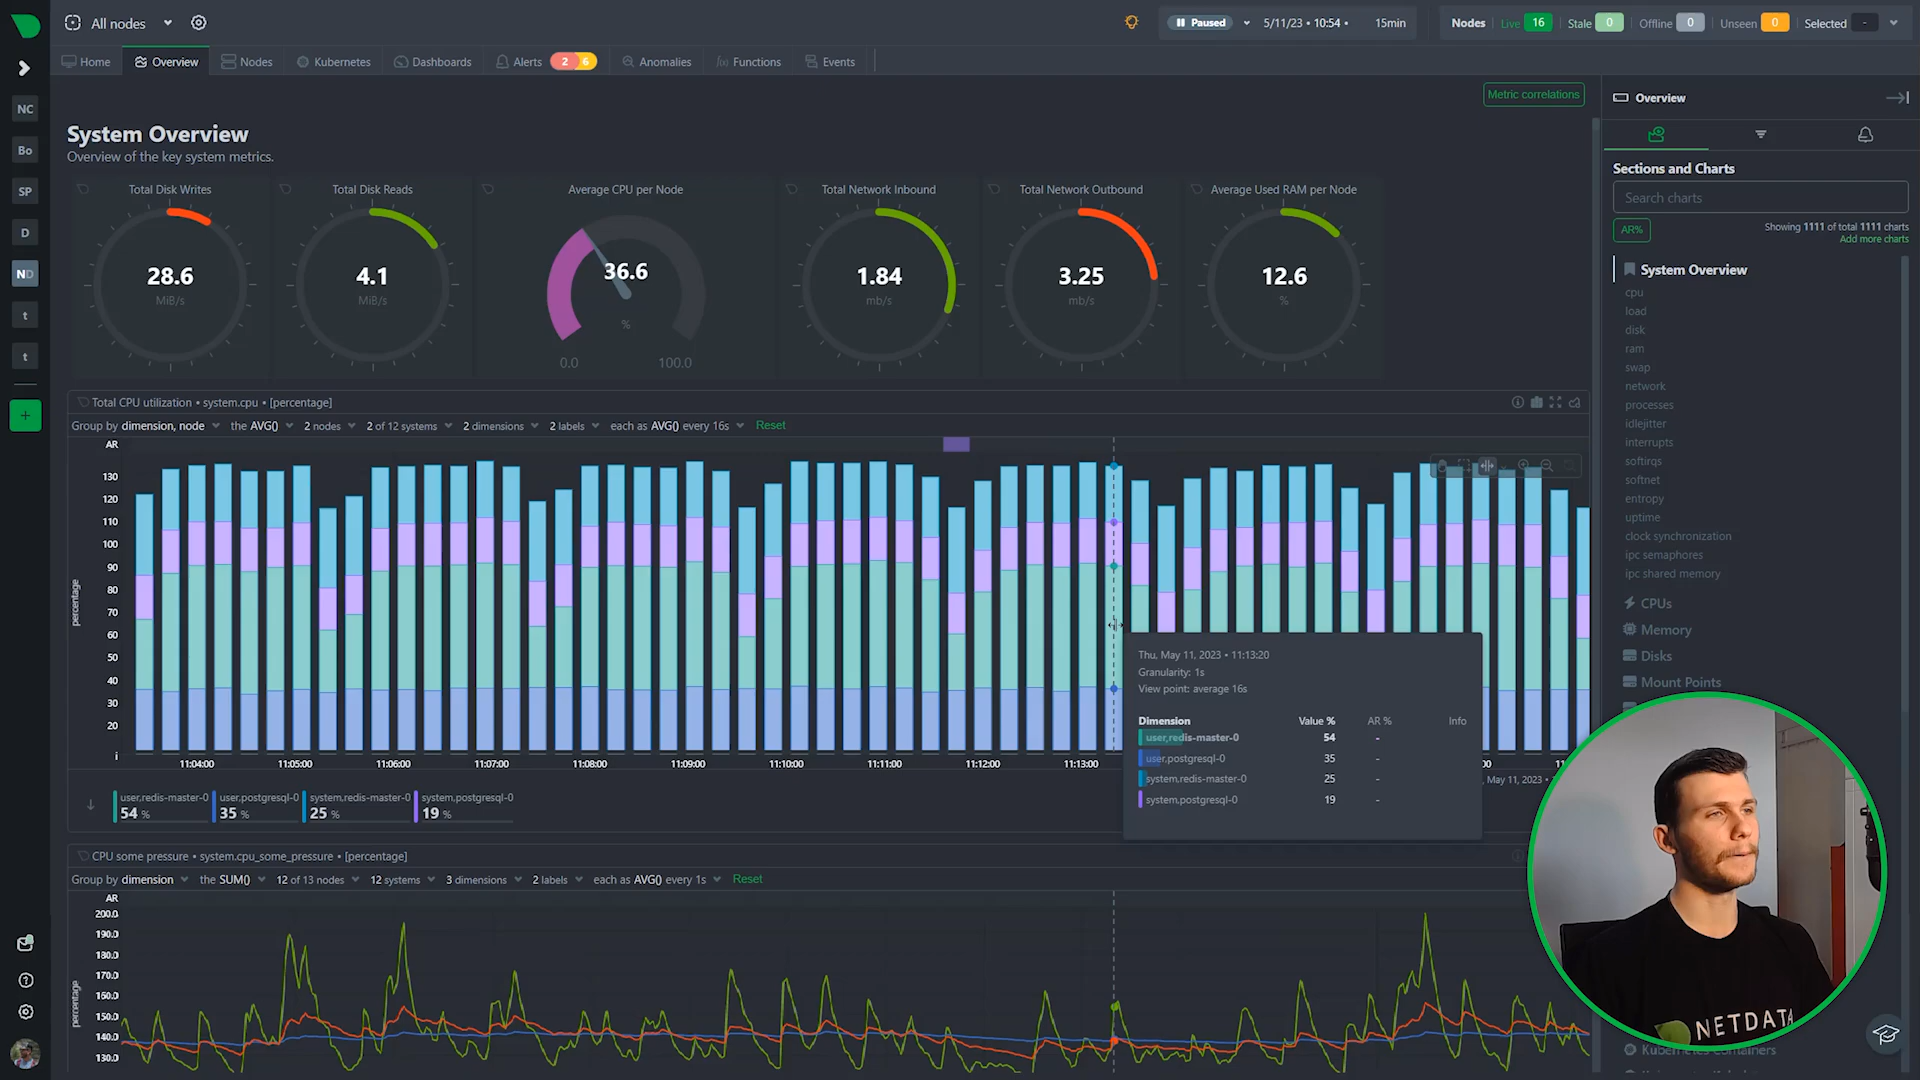 All nodes
Paused
5/11/23 • 10:54 •
15min
Nodes
Live 16
Stale 0
Offline 0
Unseen 0
Selected -
Home
Overview
Nodes
Kubernetes
Dashboards
Alerts 2 6
Anomalies
f(x) Functions
Events
NC
Bo
SP
D
ND
t
t
+
Metric correlations
System Overview
Overview of the key system metrics.
Total Disk Writes
28.6
MiB/s
Total Disk Reads
4.1
MiB/s
Average CPU per Node
36.6
%
0.0
100.0
Total Network Inbound
1.84
mb/s
Total Network Outbound
3.25
mb/s
Average Used RAM per Node
12.6
%
Total CPU utilization • system.cpu • [percentage]
Group by dimension, node the AVG() 2 nodes 2 of 12 systems 2 dimensions 2 labels each as AVG() every 16s Reset
AR
130
120
110
100
90
80
70
60
50
40
30
20
i
percentage
11:04:00
11:05:00
11:06:00
11:07:00
11:08:00
11:09:00
11:10:00
11:11:00
11:12:00
11:13:00
May 11, 2023 •
Thu, May 11, 2023 • 11:13:20
Granularity: 1s
View point: average 16s
Dimension Value % AR % Info
user,redis-master-0 54 -
user,postgresql-0 35 -
system,redis-master-0 25 -
system,postgresql-0 19 -
user,redis-master-0
54 %
user,postgresql-0
35 %
system,redis-master-0
25 %
system,postgresql-0
19 %
CPU some pressure • system.cpu_some_pressure • [percentage]
Group by dimension the SUM() 12 of 13 nodes 12 systems 3 dimensions 2 labels each as AVG() every 1s Reset
AR
200.0
190.0
180.0
170.0
160.0
150.0
140.0
130.0
percentage
Overview
Sections and Charts
Search charts
AR%
Showing 1111 of total 1111 charts
Add more charts
System Overview
cpu
load
disk
ram
swap
network
processes
idlejitter
interrupts
softirqs
softnet
entropy
uptime
clock synchronization
ipc semaphores
ipc shared memory
CPUs
Memory
Disks
Mount Points
Kubernetes Containers
NETDATA